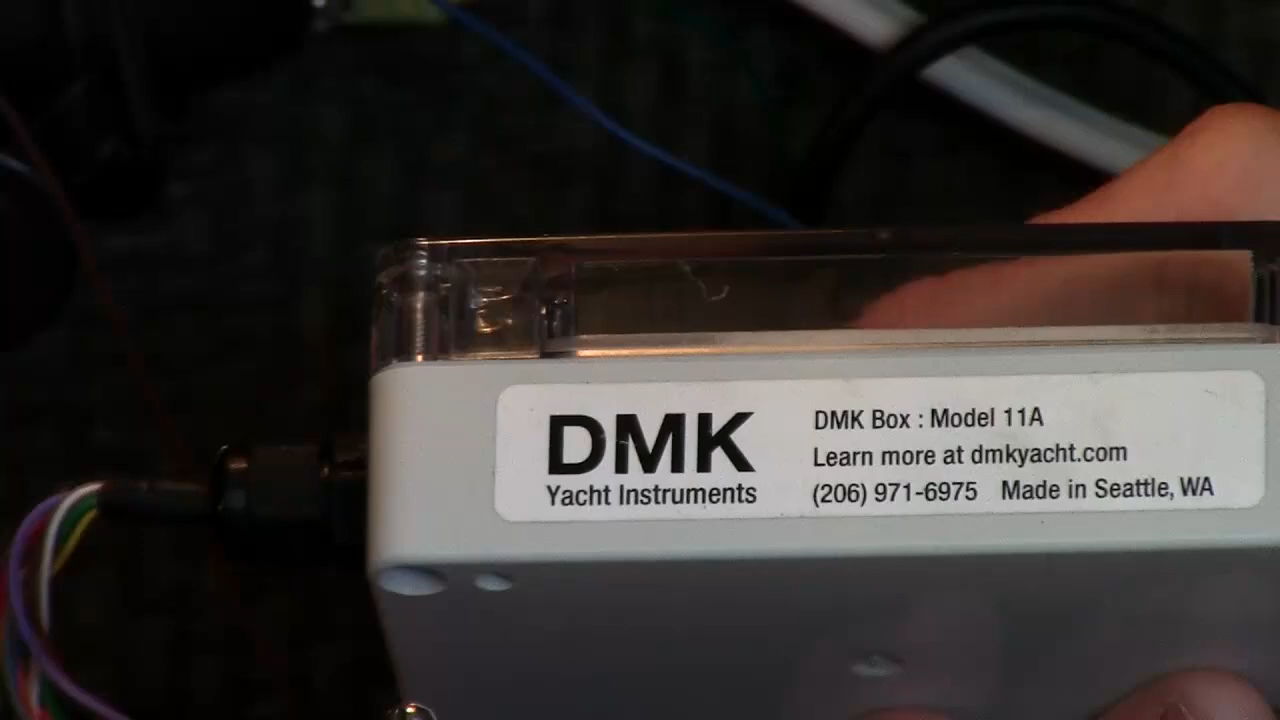 DMK
Yacht Instruments
DMK Box : Model 11A
Learn more at dmkyacht.com
(206) 971-6975 Made in Seattle, WA